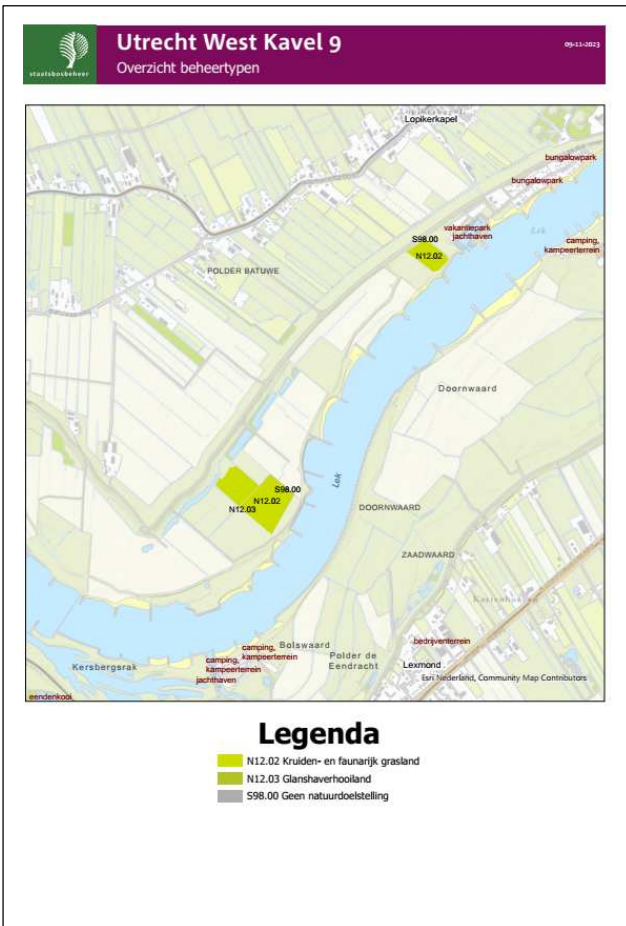 staatsbosbeheer
Utrecht West Kavel 9
Overzicht beheertypen
09-11-2023
Lopikerkapel
bungalowpark
bungalowpark
vakantiepark
jachthaven
Lek
camping,
kampeerterrein
S98.00
N12.02
POLDER BATUWE
Doornwaard
S98.00
N12.02
N12.03
Lek
DOORNWAARD
ZAADWAARD
bedrijventerrein
Bolswaard
camping,
kampeerterrein
Polder de
Eendracht
Lexmond
camping,
kampeerterrein
jachthaven
Kersbergsrak
eendenkooi
Esri Nederland, Community Map Contributors
Legenda
N12.02 Kruiden- en faunarijk grasland
N12.03 Glanshaverhooiland
S98.00 Geen natuurdoelstelling